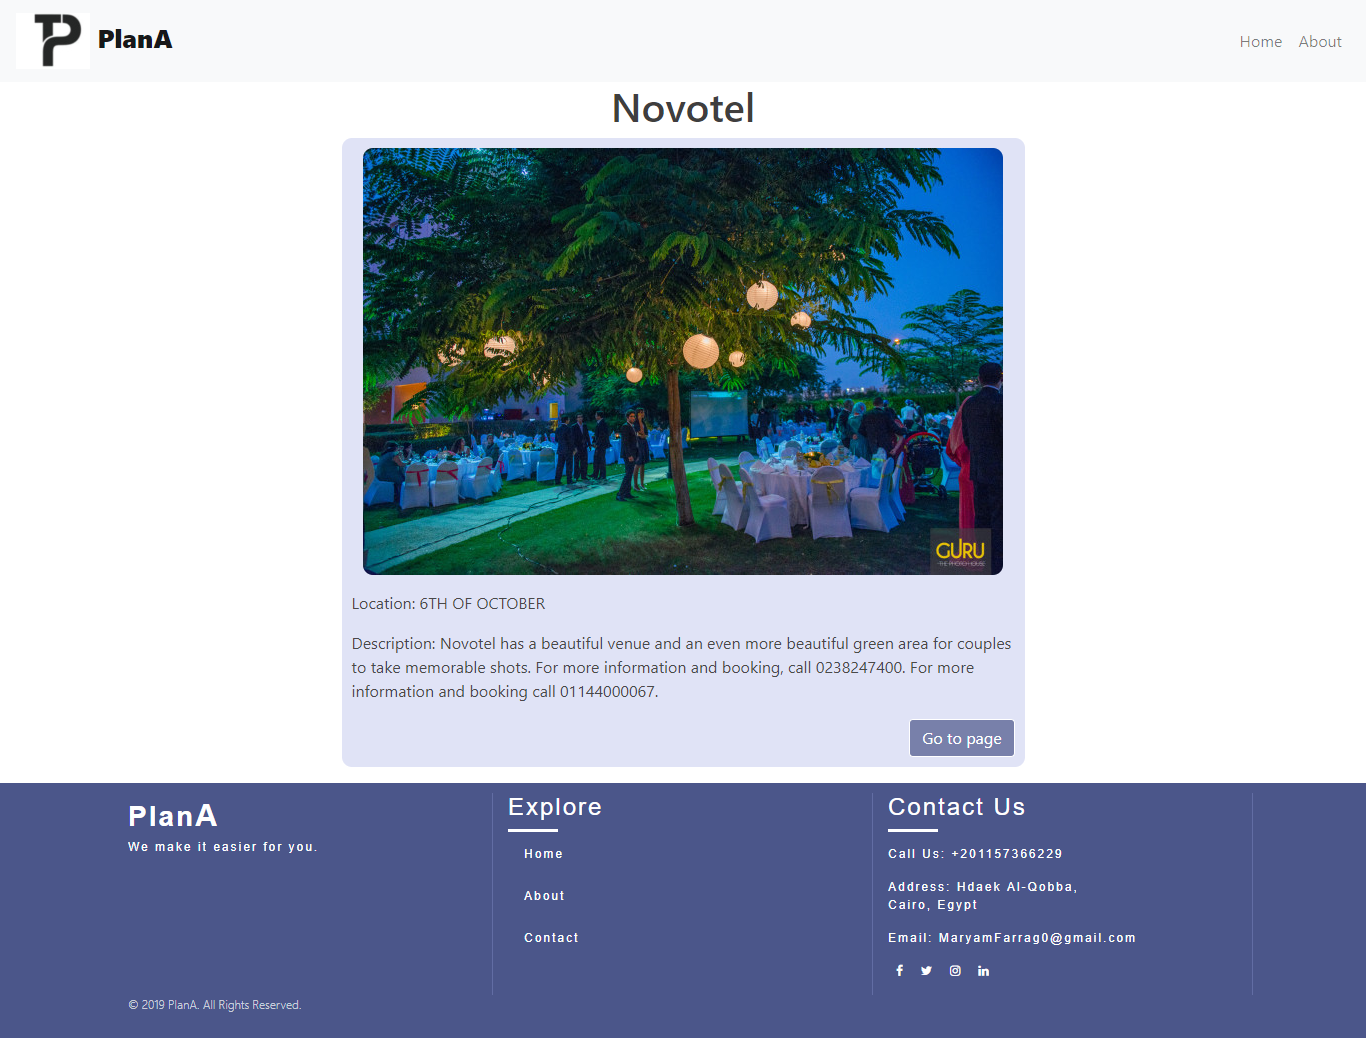 PlanA
Home
About
Novotel
GURU
THE PHOTO HOUSE
Location: 6TH OF OCTOBER
Description: Novotel has a beautiful venue and an even more beautiful green area for couples
to take memorable shots. For more information and booking, call 0238247400. For more
information and booking call 01144000067.
Go to page
PlanA
We make it easier for you.
Explore
Home
About
Contact
Contact Us
Call Us: +201157366229
Address: Hdaek Al-Qobba,
Cairo, Egypt
Email: MaryamFarrag0@gmail.com
© 2019 PlanA. All Rights Reserved.